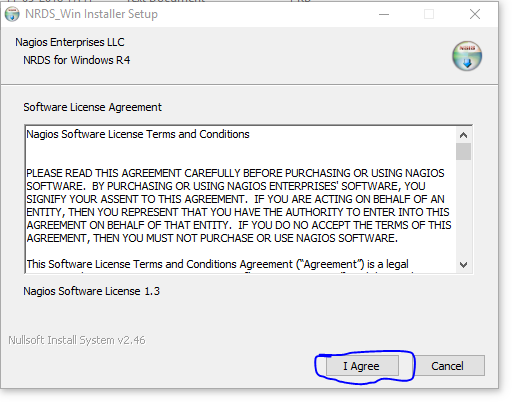 NRDS_Win Installer Setup
Nagios Enterprises LLC
NRDS for Windows R4
Software License Agreement
Nagios Software License Terms and Conditions
PLEASE READ THIS AGREEMENT CAREFULLY BEFORE PURCHASING OR USING NAGIOS
SOFTWARE. BY PURCHASING OR USING NAGIOS ENTERPRISES' SOFTWARE, YOU
SIGNIFY YOUR ASSENT TO THIS AGREEMENT. IF YOU ARE ACTING ON BEHALF OF AN
ENTITY, THEN YOU REPRESENT THAT YOU HAVE THE AUTHORITY TO ENTER INTO THIS
AGREEMENT ON BEHALF OF THAT ENTITY. IF YOU DO NOT ACCEPT THE TERMS OF THIS
AGREEMENT, THEN YOU MUST NOT PURCHASE OR USE NAGIOS SOFTWARE.
This Software License Terms and Conditions Agreement (“Agreement”) is a legal
Nagios Software License 1.3
Nullsoft Install System v2.46
I Agree
Cancel